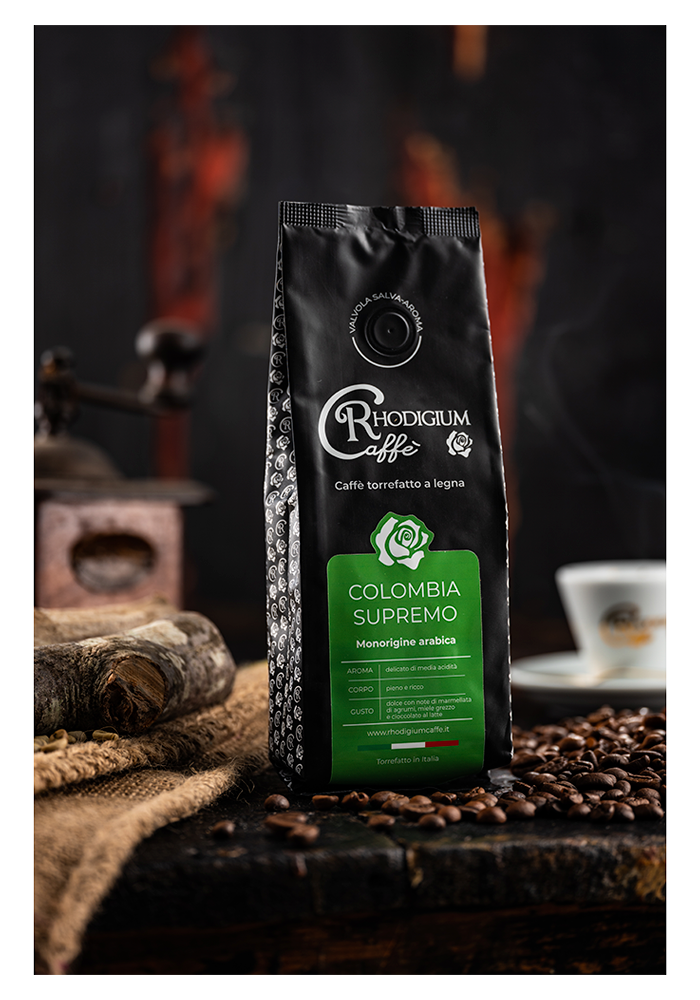 VALVOLA SALVA-AROMA
RHODIGIUM
Caffè
Caffè torrefatto a legna
COLOMBIA
SUPREMO
Monorigine arabica
AROMA delicato di media acidità
CORPO pieno e ricco
GUSTO dolce con note di marmellata
di agrumi, miele grezzo
e cioccolato al latte
www.rhodigiumcaffe.it
Torrefatto in Italia